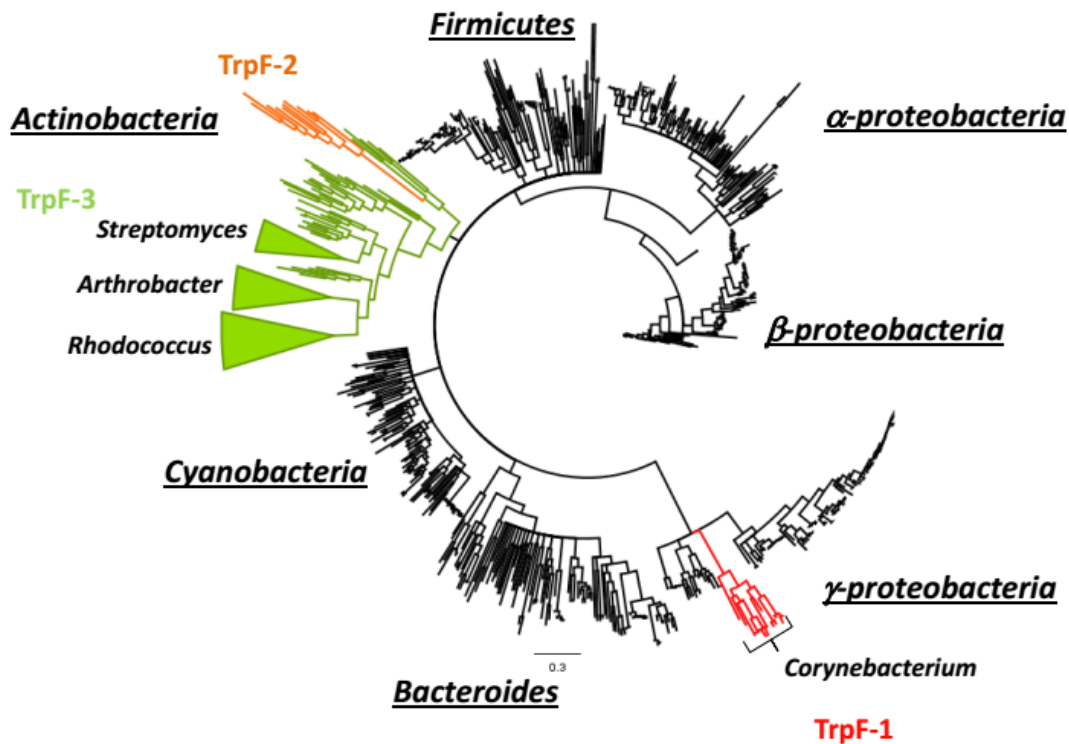 Firmicutes
TrpF-2
Actinobacteria
α-proteobacteria
TrpF-3
Streptomyces
Arthrobacter
Rhodococcus
β-proteobacteria
Cyanobacteria
γ-proteobacteria
0.3
Corynebacterium
Bacteroides
TrpF-1